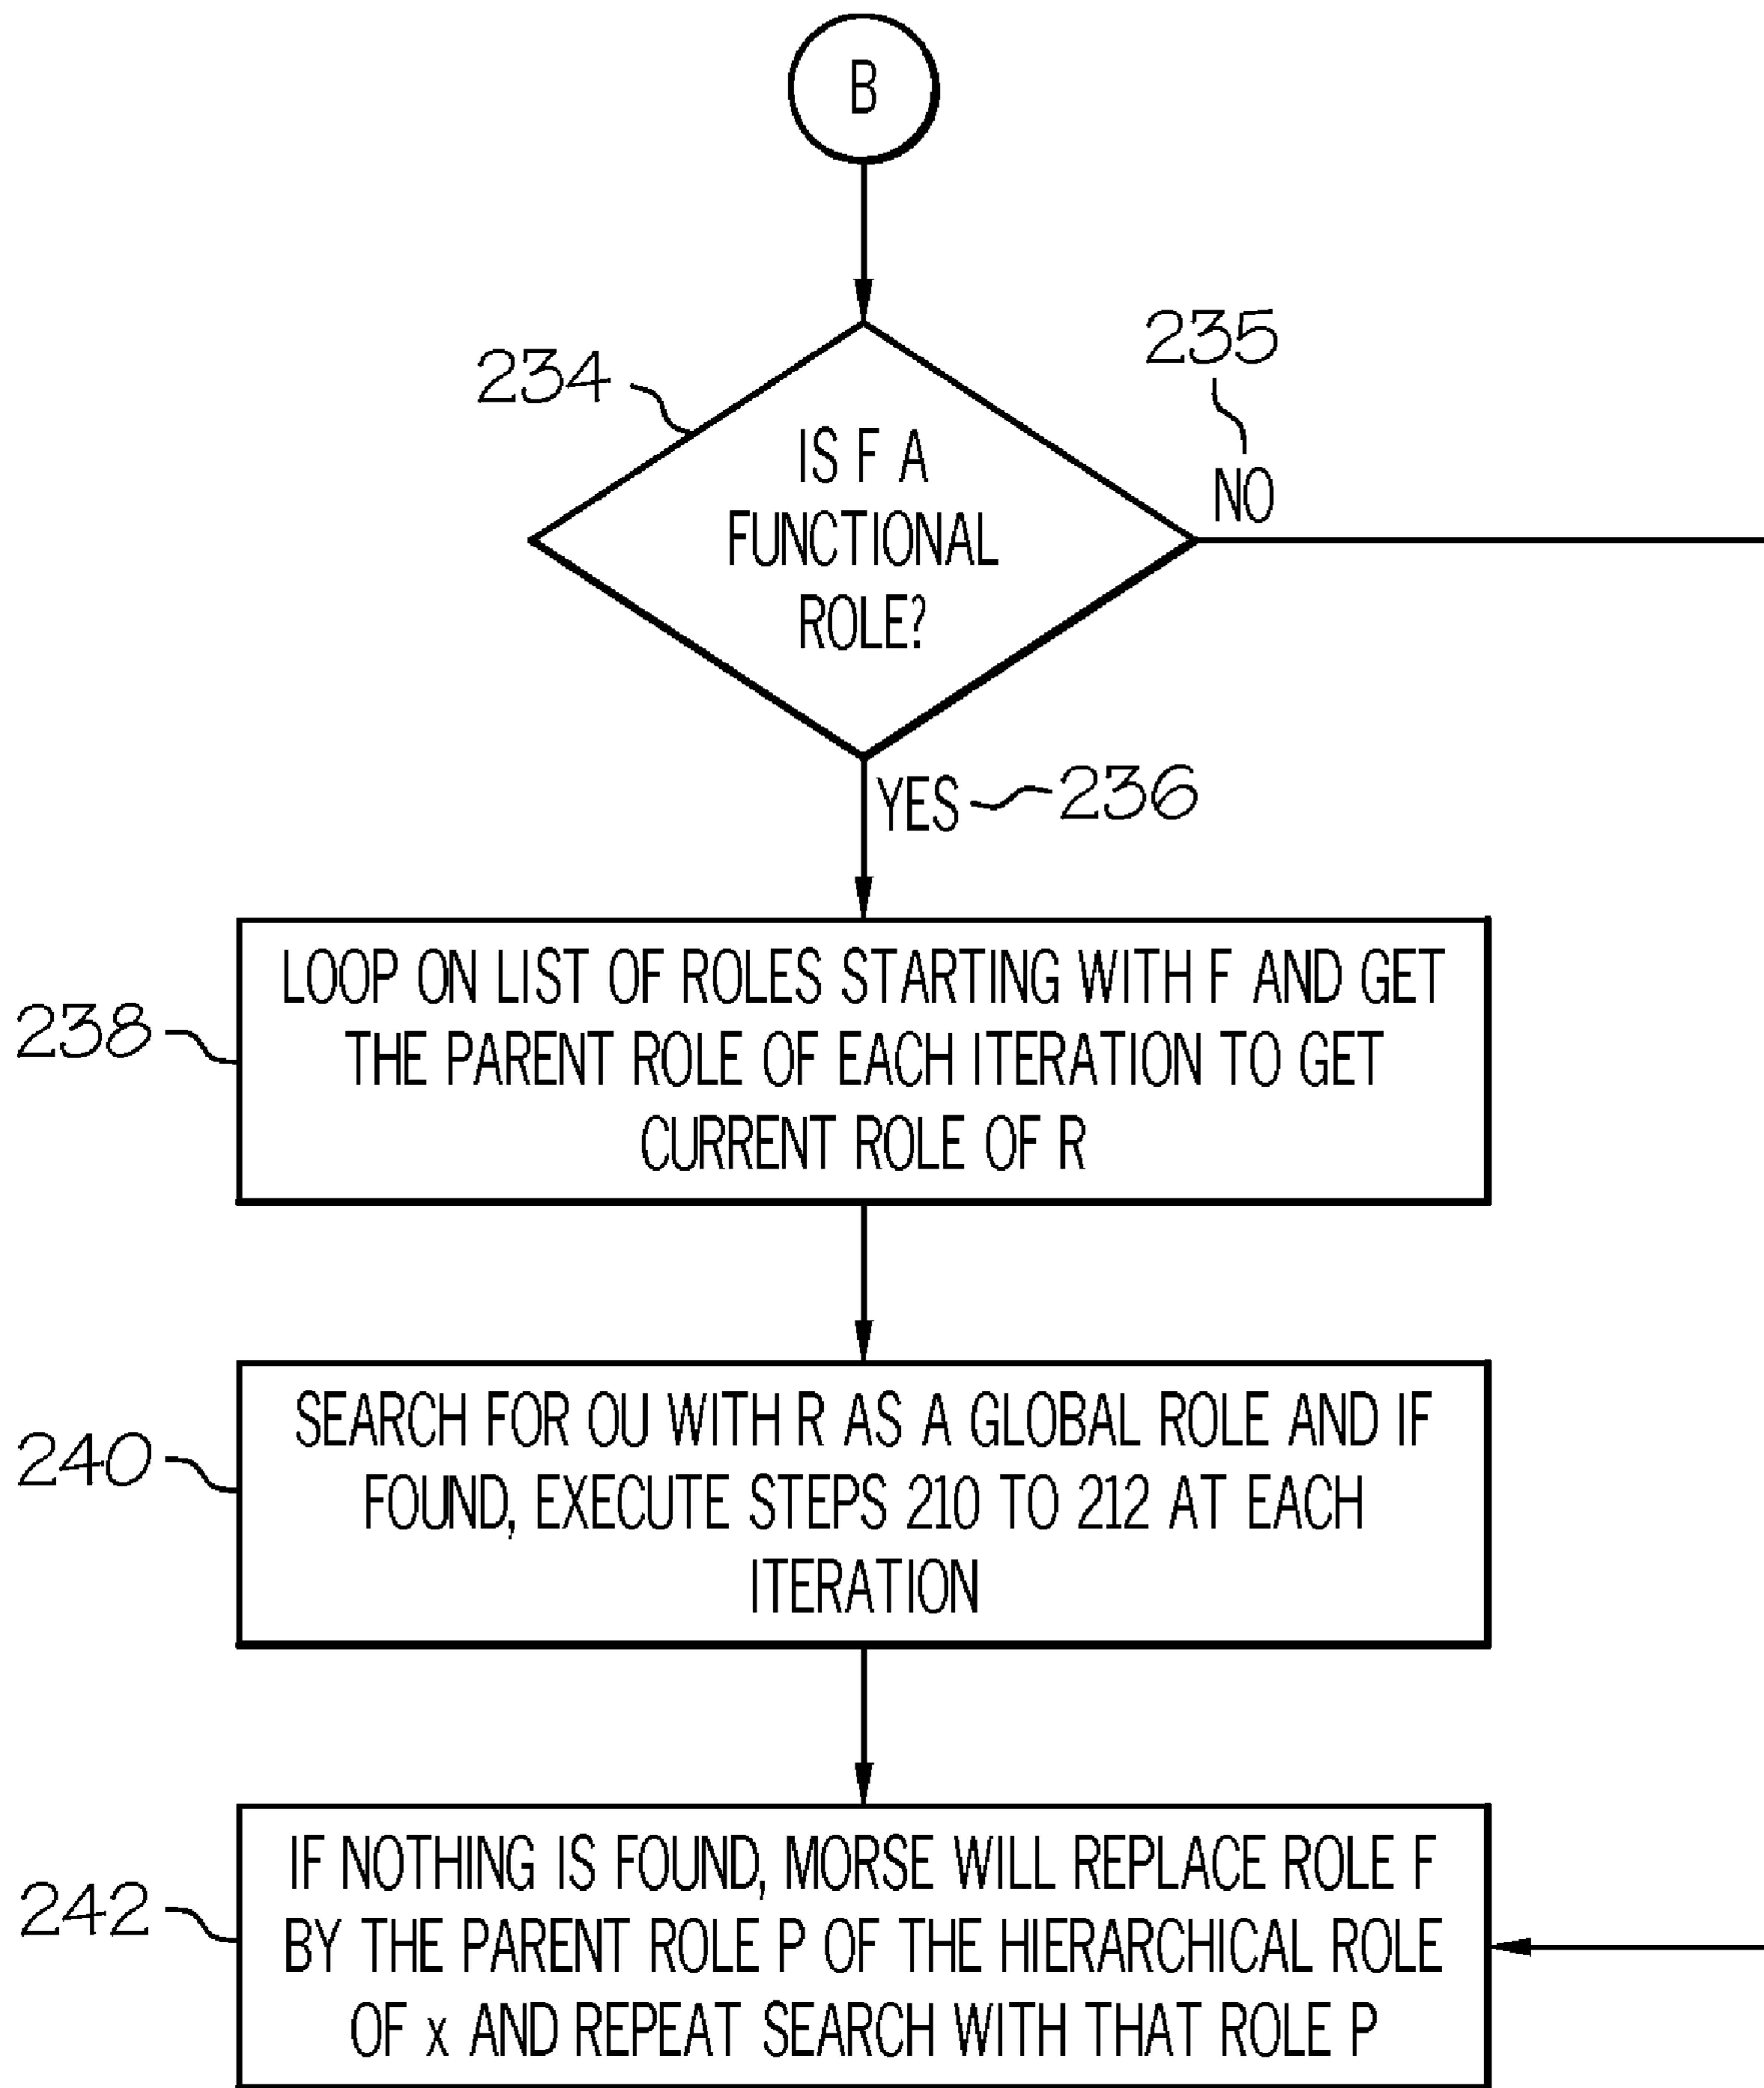 B
234
235
IS F A
FUNCTIONAL
ROLE?
NO
YES
236
238
LOOP ON LIST OF ROLES STARTING WITH F AND GET
THE PARENT ROLE OF EACH ITERATION TO GET
CURRENT ROLE OF R
240
SEARCH FOR OU WITH R AS A GLOBAL ROLE AND IF
FOUND, EXECUTE STEPS 210 TO 212 AT EACH
ITERATION
242
IF NOTHING IS FOUND, MORSE WILL REPLACE ROLE F
BY THE PARENT ROLE P OF THE HIERARCHICAL ROLE
OF x AND REPEAT SEARCH WITH THAT ROLE P